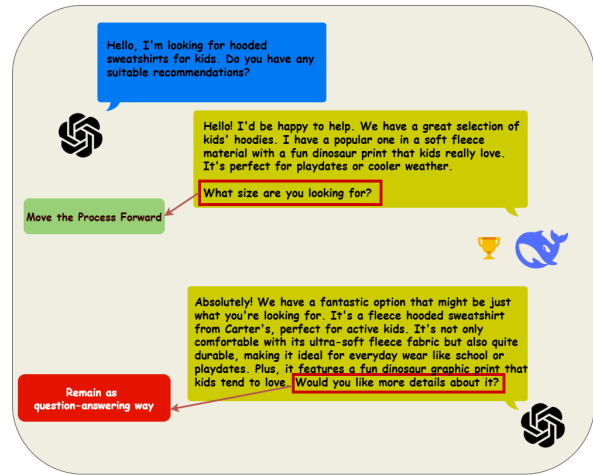 Hello, I'm looking for hooded
sweatshirts for kids. Do you have any
suitable recommendations?
Hello! I'd be happy to help. We have a great selection of
kids' hoodies. I have a popular one in a soft fleece
material with a fun dinosaur print that kids really love.
It's perfect for playdates or cooler weather.
What size are you looking for?
Move the Process Forward
Absolutely! We have a fantastic option that might be just
what you're looking for. It's a fleece hooded sweatshirt
from Carter's, perfect for active kids. It's not only
comfortable with its ultra-soft fleece fabric but also quite
durable, making it ideal for everyday wear like school or
playdates. Plus, it features a fun dinosaur graphic print that
kids tend to love. Would you like more details about it?
Remain as
question-answering way